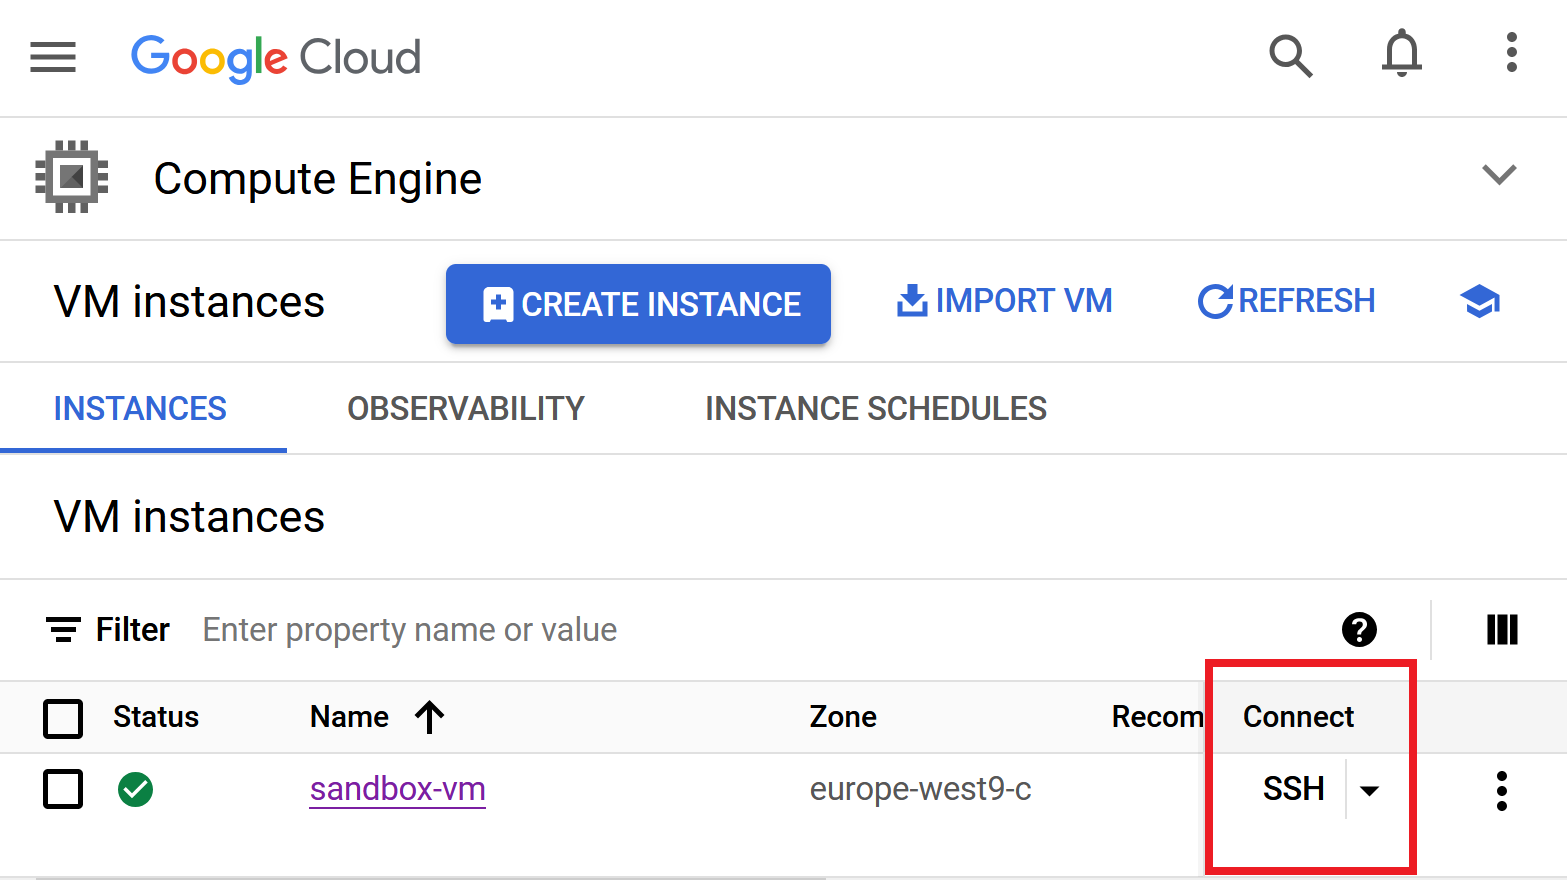 Google Cloud
Compute Engine
VM instances CREATE INSTANCE IMPORT VM REFRESH
INSTANCES OBSERVABILITY INSTANCE SCHEDULES
VM instances
Filter Enter property name or value
Status Name Zone Recom Connect
sandbox-vm europe-west9-c SSH